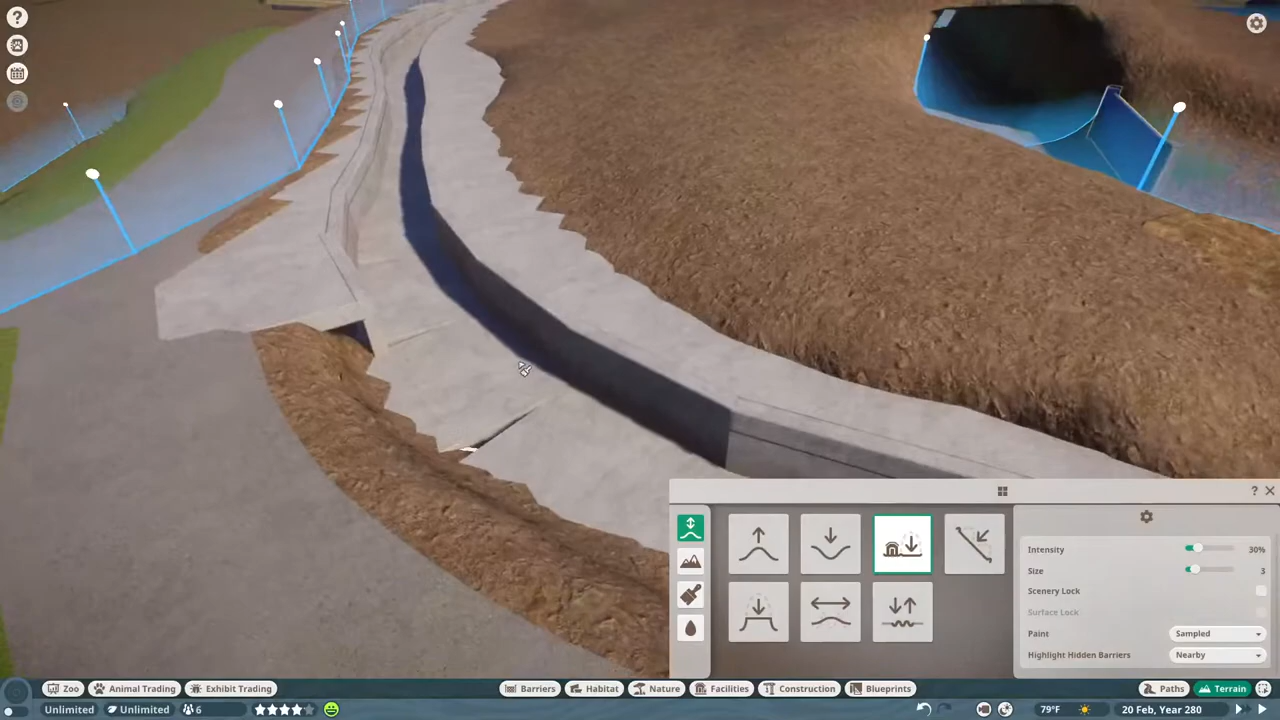 ?
? ×
Intensity 30%
Size 3
Scenery Lock
Surface Lock
Paint Sampled
Highlight Hidden Barriers Nearby
Zoo Animal Trading Exhibit Trading Barriers Habitat Nature Facilities Construction Blueprints Paths Terrain
Unlimited Unlimited 6 79°F 20 Feb, Year 280